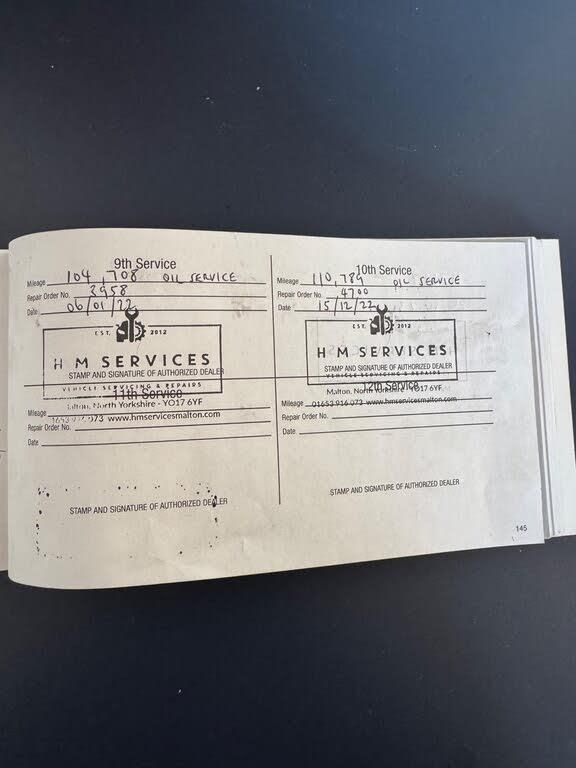 9th Service
Mileage 104,708 OIL SERVICE
Repair Order No. 3958
Date 06/01/22
EST. 2012
H M SERVICES
STAMP AND SIGNATURE OF AUTHORIZED DEALER
VEHICLE SERVICING & REPAIRS
11th Service
Malton, North Yorkshire - YO17 6YF
Mileage
01653 916 073 www.hmservicesmalton.com
Repair Order No.
Date
STAMP AND SIGNATURE OF AUTHORIZED DEALER
10th Service
Mileage 110,789 OIL SERVICE
Repair Order No. 4700
Date 15/12/22
EST. 2012
H M SERVICES
STAMP AND SIGNATURE OF AUTHORIZED DEALER
VEHICLE SERVICING & REPAIRS
12th Service
Malton, North Yorkshire - YO17 6YF
Mileage
01653 916 073 www.hmservicesmalton.com
Repair Order No.
Date
STAMP AND SIGNATURE OF AUTHORIZED DEALER
145